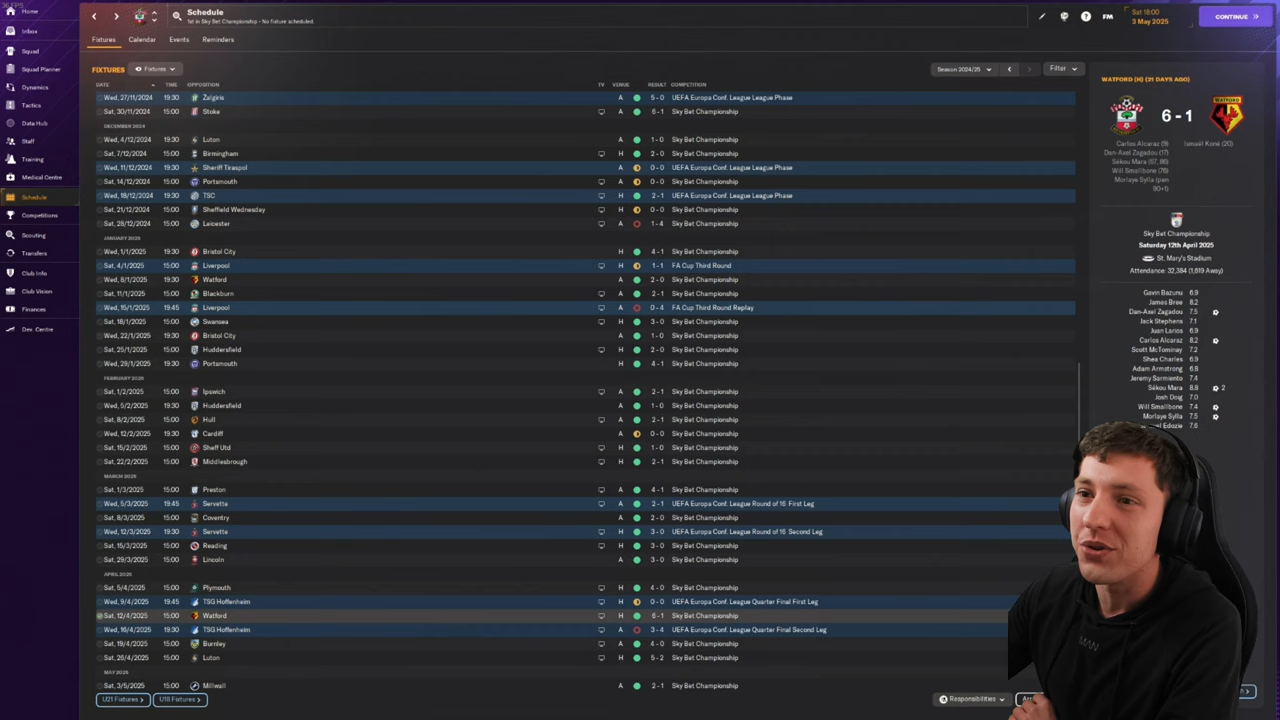 Home
Inbox
Squad
Squad Planner
Dynamics
Tactics
Data Hub
Staff
Training
Medical Centre
Schedule
Competitions
Scouting
Transfers
Club Info
Club Vision
Finances
Dev. Centre
Schedule
1st in Sky Bet Championship - No fixture scheduled.
FM
Sat 18:00
3 May 2025
CONTINUE
Fixtures Calendar Events Reminders
FIXTURES Fixtures
Season 2024/25 Filter
DATE TIME OPPOSITION TV VENUE RESULT COMPETITION
Wed, 27/11/2024 19:30 Žalgiris A 5 - 0 UEFA Europa Conf. League League Phase
Sat, 30/11/2024 15:00 Stoke A 6 - 1 Sky Bet Championship
DECEMBER 2024
Wed, 4/12/2024 19:30 Luton A 1 - 0 Sky Bet Championship
Sat, 7/12/2024 15:00 Birmingham H 2 - 0 Sky Bet Championship
Wed, 11/12/2024 19:30 Sheriff Tiraspol A 0 - 0 UEFA Europa Conf. League League Phase
Sat, 14/12/2024 15:00 Portsmouth A 0 - 0 Sky Bet Championship
Wed, 18/12/2024 19:30 TSC H 2 - 1 UEFA Europa Conf. League League Phase
Sat, 21/12/2024 15:00 Sheffield Wednesday H 0 - 0 Sky Bet Championship
Sat, 28/12/2024 15:00 Leicester A 1 - 4 Sky Bet Championship
JANUARY 2025
Wed, 1/1/2025 19:30 Bristol City H 4 - 1 Sky Bet Championship
Sat, 4/1/2025 15:00 Liverpool H 1 - 1 FA Cup Third Round
Wed, 8/1/2025 19:30 Watford A 2 - 0 Sky Bet Championship
Sat, 11/1/2025 15:00 Blackburn A 2 - 1 Sky Bet Championship
Wed, 15/1/2025 19:45 Liverpool A 0 - 4 FA Cup Third Round Replay
Sat, 18/1/2025 15:00 Swansea H 3 - 0 Sky Bet Championship
Wed, 22/1/2025 19:30 Bristol City A 1 - 0 Sky Bet Championship
Sat, 25/1/2025 15:00 Huddersfield H 2 - 0 Sky Bet Championship
Wed, 29/1/2025 19:30 Portsmouth H 4 - 1 Sky Bet Championship
FEBRUARY 2025
Sat, 1/2/2025 15:00 Ipswich A 2 - 1 Sky Bet Championship
Wed, 5/2/2025 19:30 Huddersfield A 1 - 0 Sky Bet Championship
Sat, 8/2/2025 15:00 Hull A 2 - 1 Sky Bet Championship
Wed, 12/2/2025 19:30 Cardiff A 0 - 0 Sky Bet Championship
Sat, 15/2/2025 15:00 Sheff Utd H 1 - 0 Sky Bet Championship
Sat, 22/2/2025 15:00 Middlesbrough H 2 - 1 Sky Bet Championship
MARCH 2025
Sat, 1/3/2025 15:00 Preston A 4 - 1 Sky Bet Championship
Wed, 5/3/2025 19:45 Servette A 2 - 1 UEFA Europa Conf. League Round of 16 First Leg
Sat, 8/3/2025 15:00 Coventry A 2 - 0 Sky Bet Championship
Wed, 12/3/2025 19:30 Servette H 3 - 0 UEFA Europa Conf. League Round of 16 Second Leg
Sat, 15/3/2025 15:00 Reading H 3 - 0 Sky Bet Championship
Sat, 29/3/2025 15:00 Lincoln A 3 - 0 Sky Bet Championship
APRIL 2025
Sat, 5/4/2025 15:00 Plymouth H 4 - 0 Sky Bet Championship
Wed, 9/4/2025 19:45 TSG Hoffenheim H 0 - 0 UEFA Europa Conf. League Quarter Final First Leg
Sat, 12/4/2025 15:00 Watford H 6 - 1 Sky Bet Championship
Wed, 16/4/2025 19:30 TSG Hoffenheim A 3 - 4 UEFA Europa Conf. League Quarter Final Second Leg
Sat, 19/4/2025 15:00 Burnley A 4 - 0 Sky Bet Championship
Sat, 26/4/2025 15:00 Luton H 5 - 2 Sky Bet Championship
MAY 2025
Sat, 3/5/2025 15:00 Millwall A 2 - 1 Sky Bet Championship
U21 Fixtures > U18 Fixtures >
Responsibilities
WATFORD (H) (21 DAYS AGO)
6 - 1
WATFORD
Carlos Alcaraz (9) Ismaël Koné (20)
Dan-Axel Zagadou (17)
Sékou Mara (57, 86)
Will Smallbone (76)
Morlaye Sylla (pen
90+1)
Sky Bet Championship
Saturday 12th April 2025
St. Mary's Stadium
Attendance: 32,384 (1,619 Away)
Gavin Bazunu 6.9
James Bree 8.2
Dan-Axel Zagadou 7.5
Jack Stephens 7.1
Juan Larios 6.9
Carlos Alcaraz 8.2
Scott McTominay 7.2
Shea Charles 6.9
Adam Armstrong 6.8
Jeremy Sarmiento 7.4
Sékou Mara 8.8 2
Josh Doig 7.0
Will Smallbone 7.4
Morlaye Sylla 7.5
Edozie 7.6
MAN